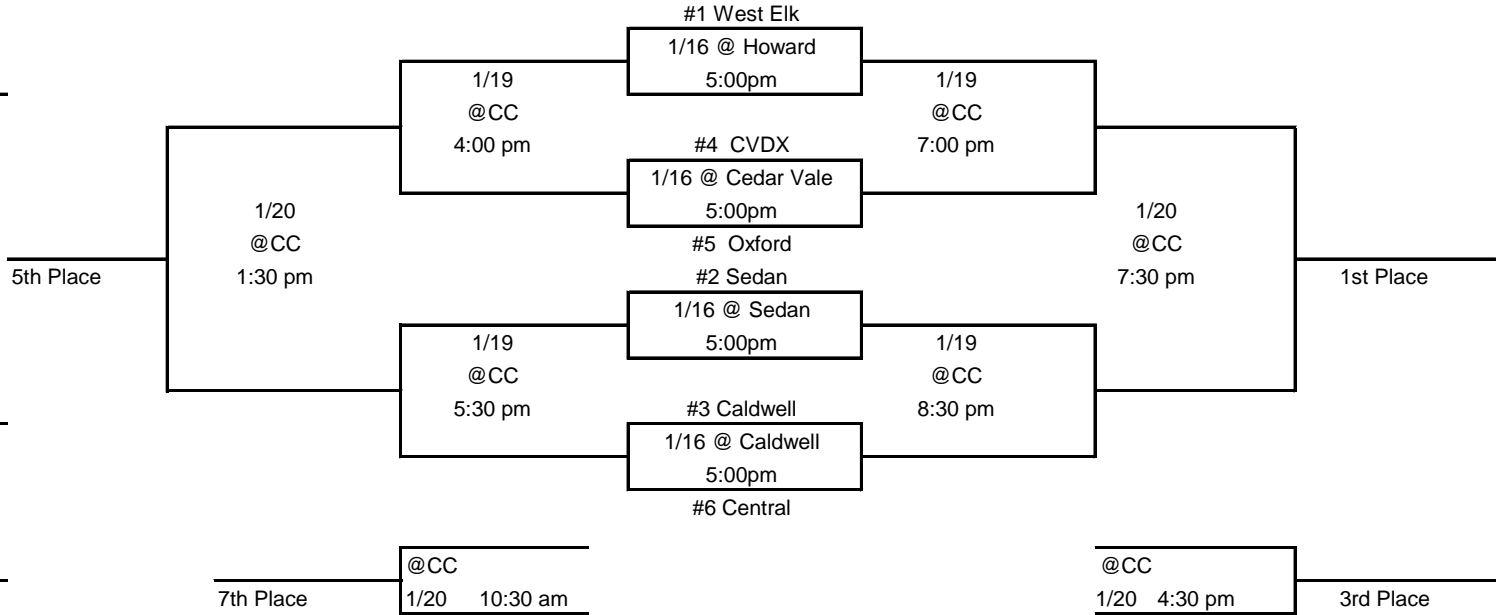 #1 West Elk
1/16 @ Howard
5:00pm
1/19
@CC
4:00 pm
1/19
@CC
7:00 pm
#4  CVDX
1/16 @ Cedar Vale
5:00pm
#5  Oxford
1/20
@CC
1:30 pm
5th Place
1/20
@CC
7:30 pm
1st Place
#2 Sedan
1/16 @ Sedan
5:00pm
1/19
@CC
5:30 pm
1/19
@CC
8:30 pm
#3 Caldwell
1/16 @ Caldwell
5:00pm
#6 Central
@CC
1/20 10:30 am
7th Place
@CC
1/20 4:30 pm
3rd Place